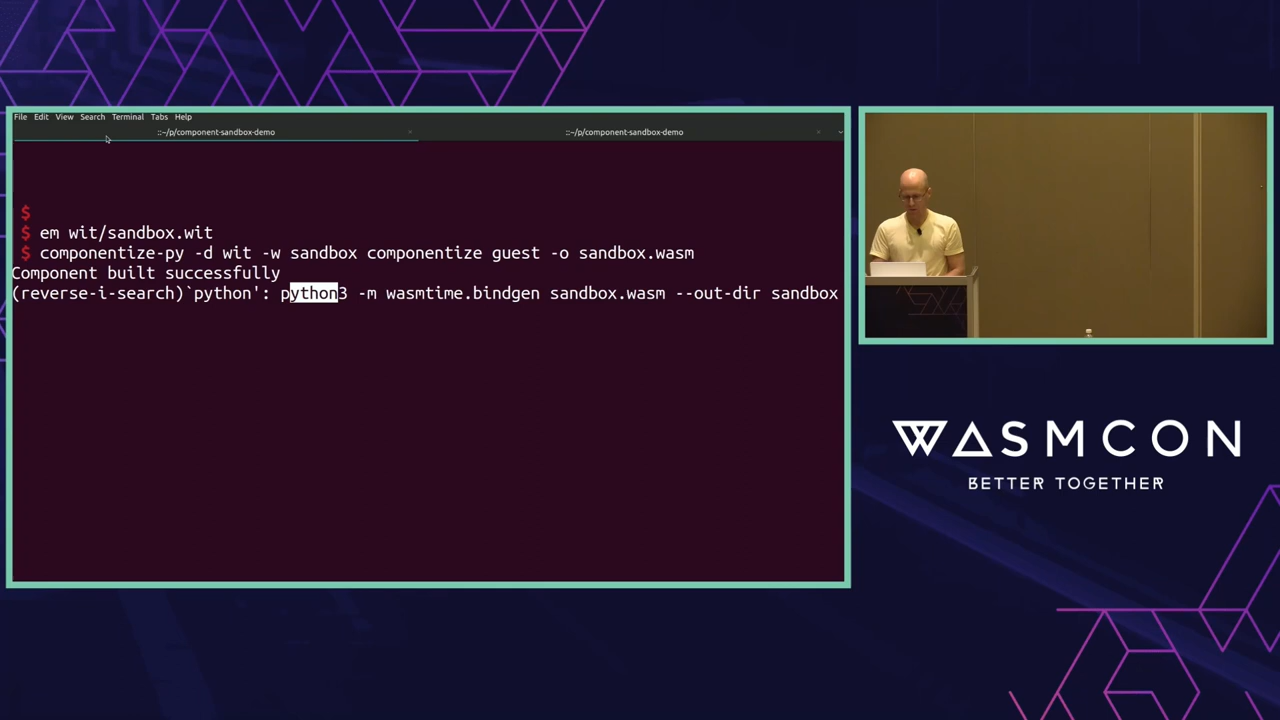 File Edit View Search Terminal Tabs Help
::~/p/component-sandbox-demo × ::~/p/component-sandbox-demo ×
$
$ em wit/sandbox.wit
$ componentize-py -d wit -w sandbox componentize guest -o sandbox.wasm
Component built successfully
(reverse-i-search)`python': python3 -m wasmtime.bindgen sandbox.wasm --out-dir sandbox
WASMCON
BETTER TOGETHER